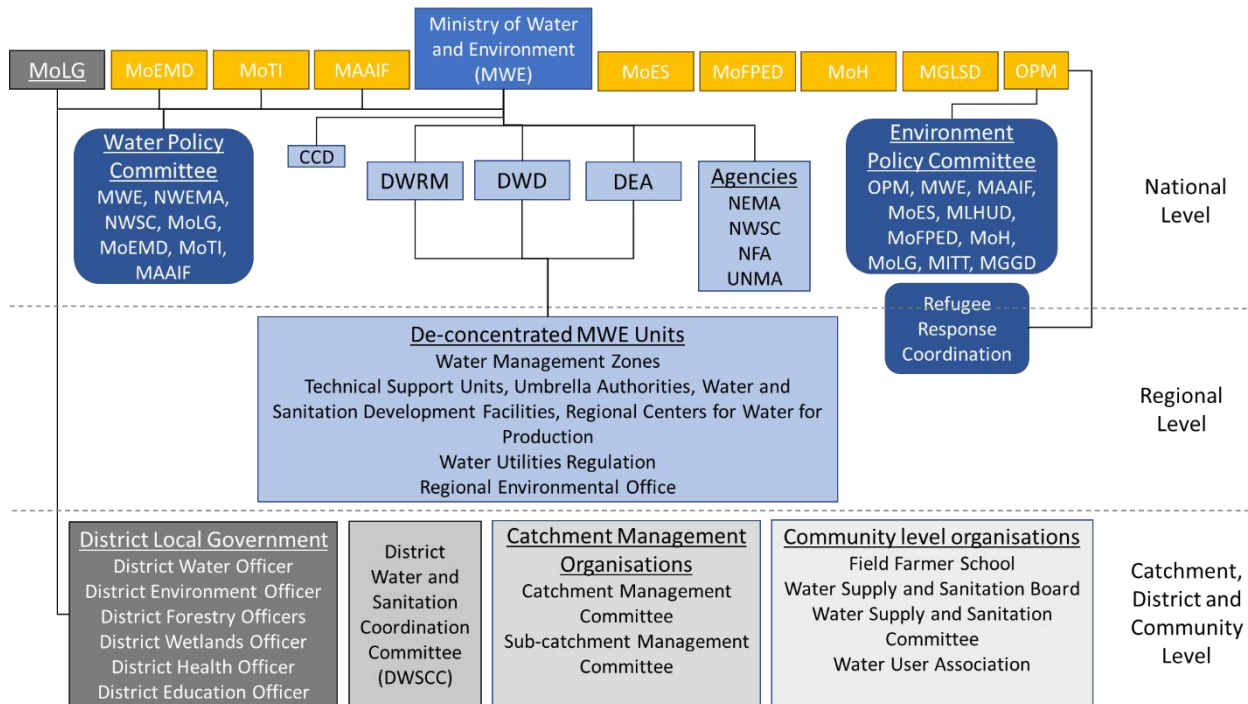 Ministry of Water
and Environment
(MWE)
MoLG
MoEMD
MoTI
MAAIF
MoES
MoFPED
MoH
MGLSD
OPM
Water Policy
Committee
MWE, NWEMA,
NWSC, MoLG,
MoEMD, MoTI,
MAAIF
CCD
DWRM
DWD
DEA
Agencies
NEMA
NWSC
NFA
UNMA
Environment
Policy Committee
OPM, MWE, MAAIF,
MoES, MLHUD,
MoFPED, MoH,
MoLG, MITT, MGGD
National
Level
Refugee
Response
Coordination
De-concentrated MWE Units
Water Management Zones
Technical Support Units, Umbrella Authorities, Water and
Sanitation Development Facilities, Regional Centers for Water for
Production
Water Utilities Regulation
Regional Environmental Office
Regional
Level
District Local Government
District Water Officer
District Environment Officer
District Forestry Officers
District Wetlands Officer
District Health Officer
District Education Officer
District
Water and
Sanitation
Coordination
Committee
(DWSCC)
Catchment Management
Organisations
Catchment Management
Committee
Sub-catchment Management
Committee
Community level organisations
Field Farmer School
Water Supply and Sanitation Board
Water Supply and Sanitation
Committee
Water User Association
Catchment,
District and
Community
Level